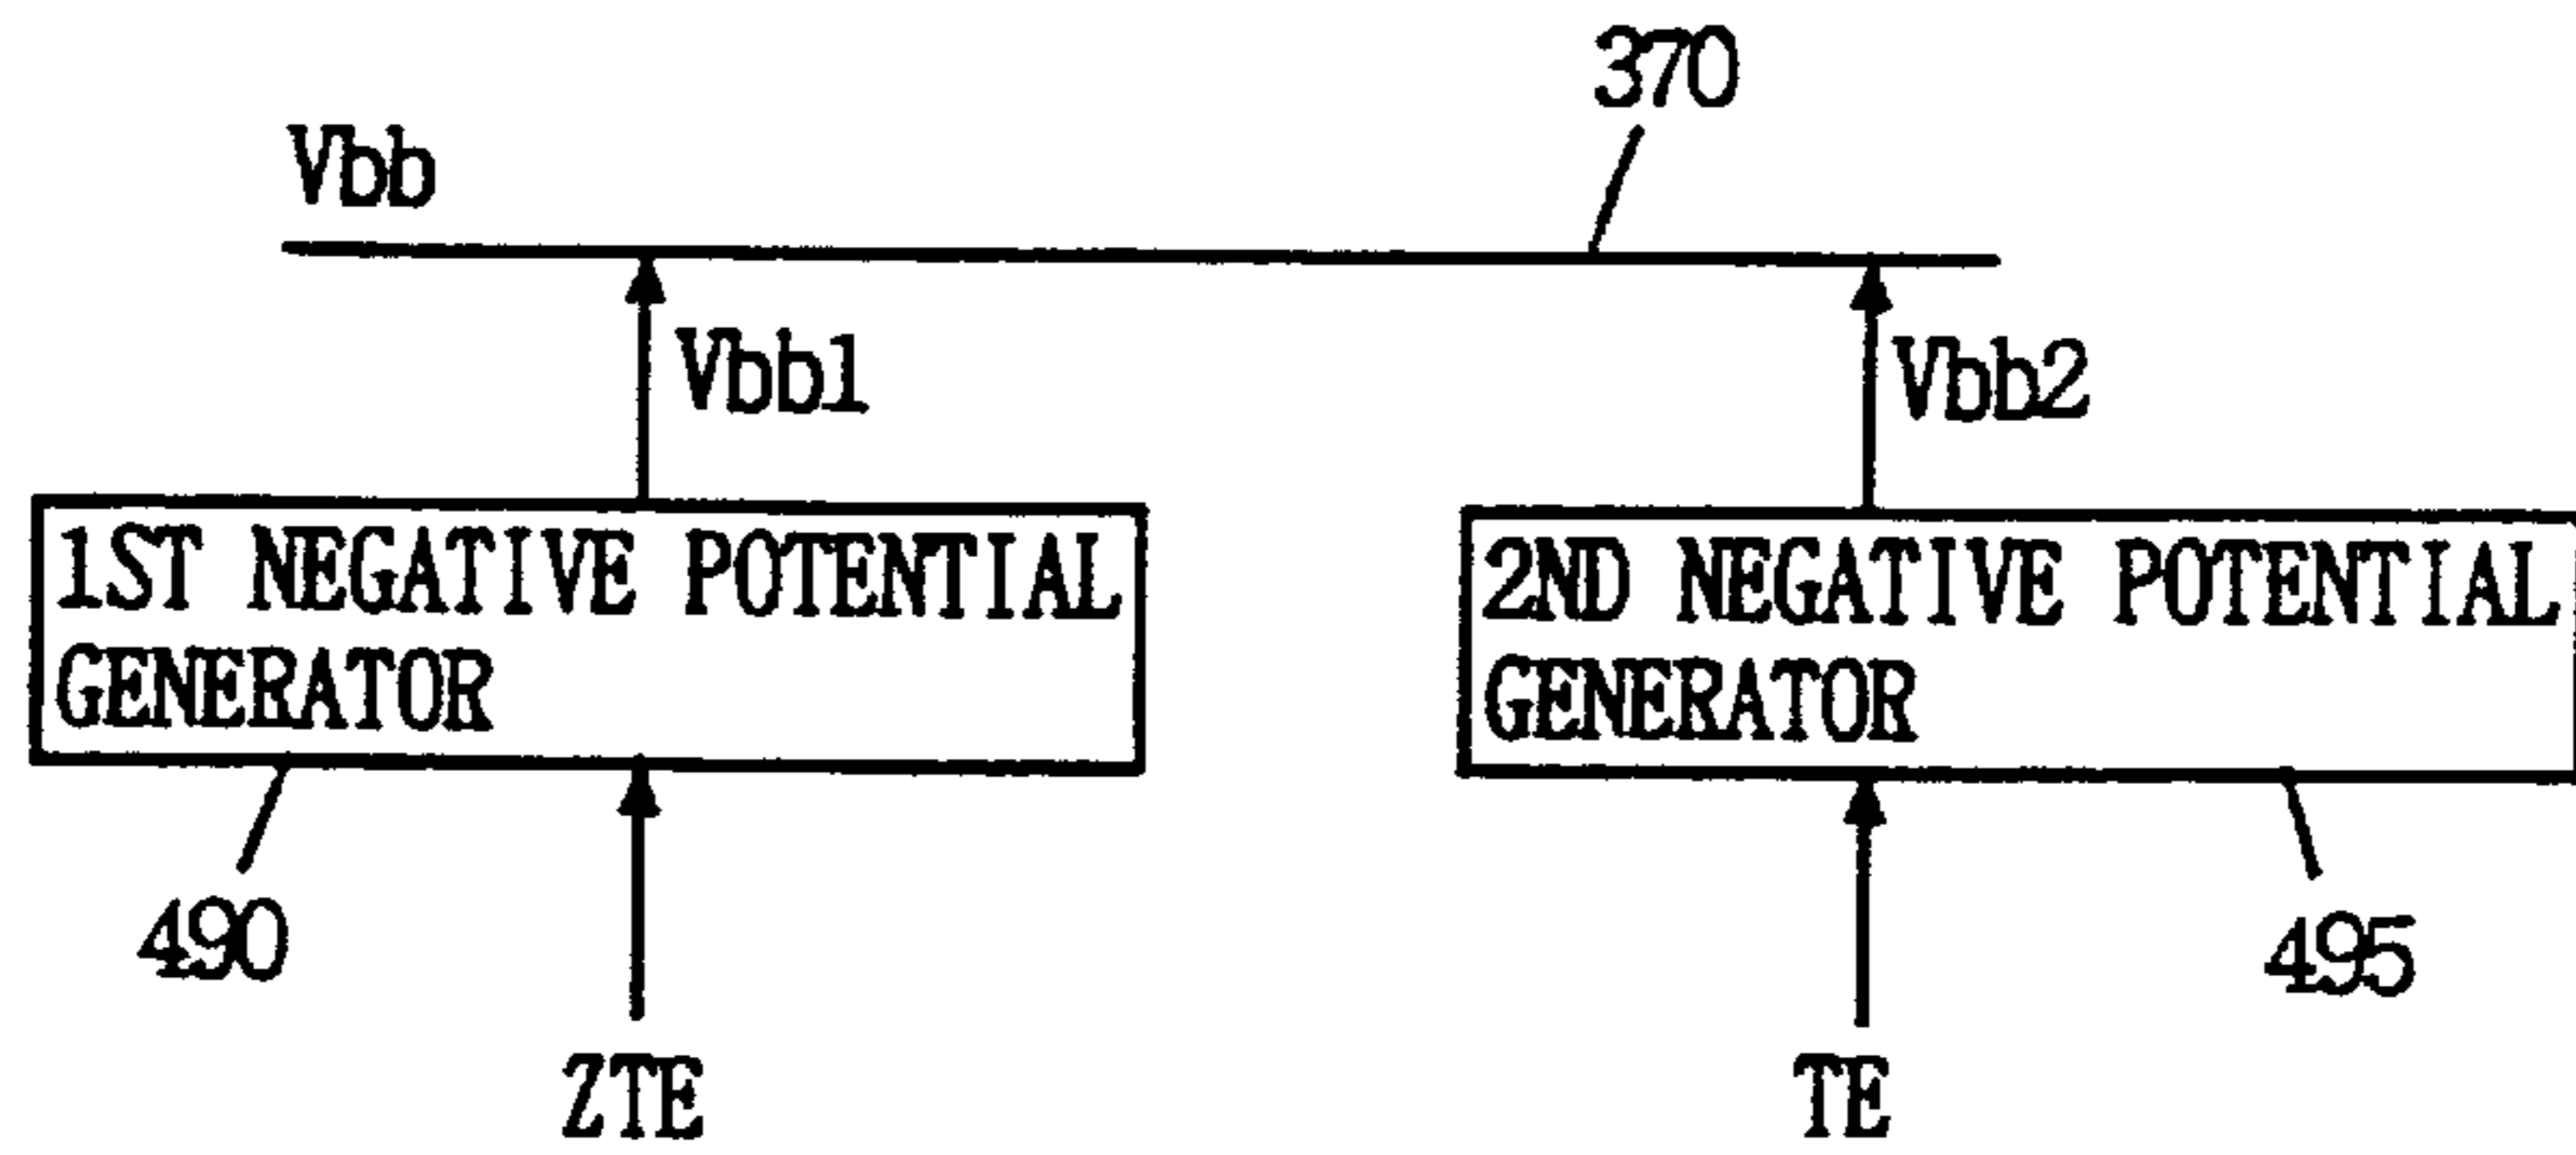 370
Vbb
Vbb1
Vbb2
1ST NEGATIVE POTENTIAL
GENERATOR
2ND NEGATIVE POTENTIAL
GENERATOR
490
495
ZTE
TE